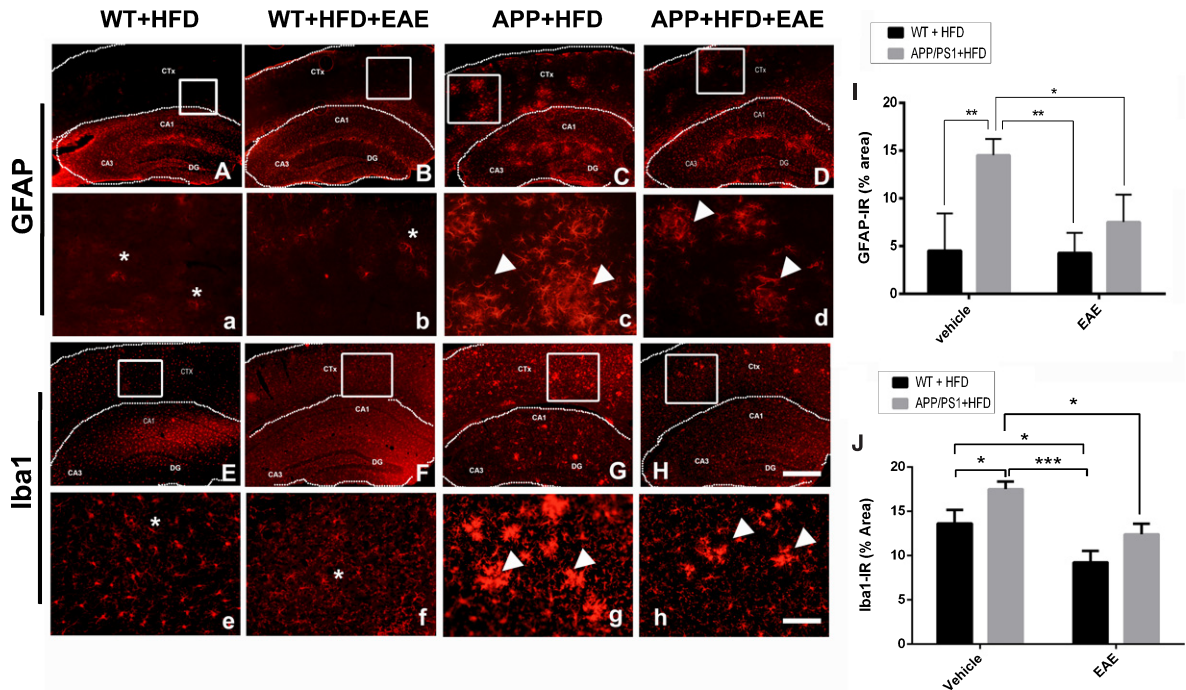 WT+HFD WT+HFD+EAE APP+HFD APP+HFD+EAE
GFAP
CTx CA1 CA3 DG A
CA1 CA3 DG B
CTx CA1 CA3 DG C
CTx CA1 CA3 DG D
* * a
* b
c
d
Iba1
CTX CA1 CA3 DG E
CTx CA1 CA3 DG F
CTx CA1 CA3 DG G
Ctx CA1 CA3 DG H
* e
* f
g
h
WT + HFD
APP/PS1+HFD
I
GFAP-IR (% area)
20
15
10
5
0
** ** *
vehicle EAE
WT + HFD
APP/PS1+HFD
J
Iba1-IR (% Area)
20
15
10
5
0
* * *** *
Vehicle EAE